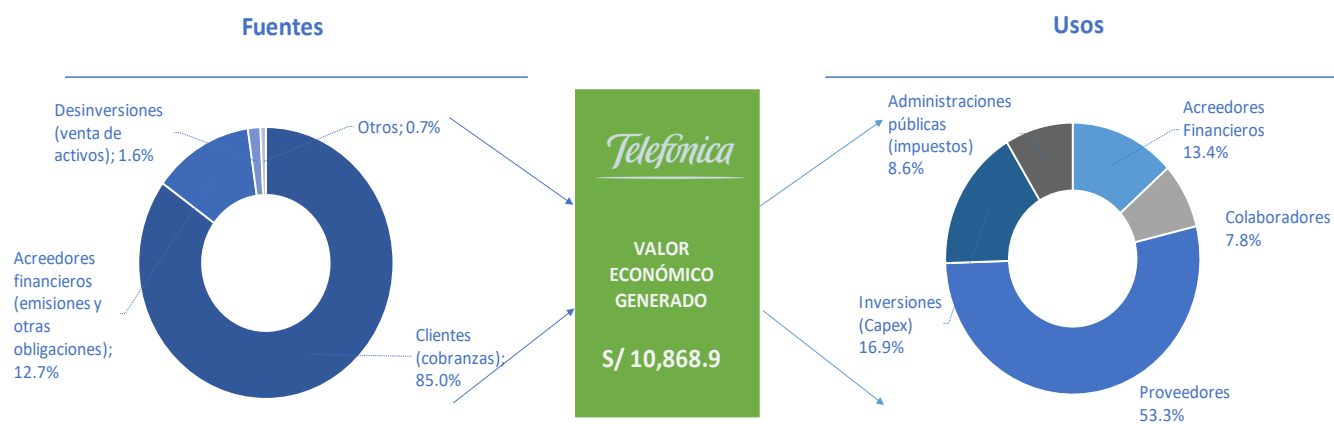 Fuentes
Desinversiones
(venta de
activos); 1.6%
Otros; 0.7%
Acreedores
financieros
(emisiones y
otras
obligaciones);
12.7%
Clientes
(cobranzas);
85.0%
Telefónica
VALOR
ECONÓMICO
GENERADO
S/ 10,868.9
Usos
Administraciones
públicas
(impuestos)
8.6%
Acreedores
Financieros
13.4%
Colaboradores
7.8%
Inversiones
(Capex)
16.9%
Proveedores
53.3%